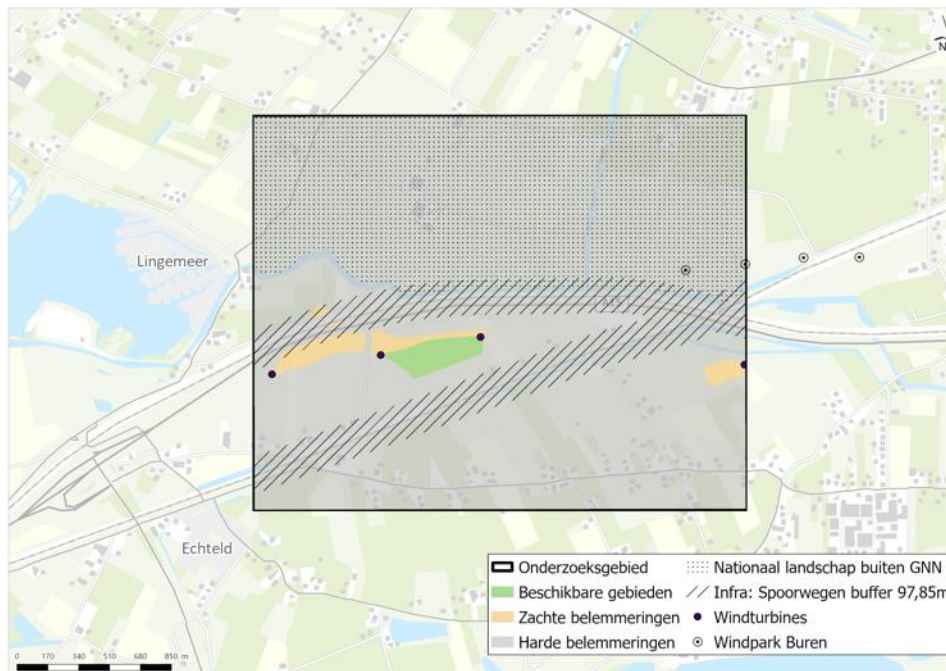 N
Lingemeer
A15
Echteld
Onderzoeksgebied
Beschikbare gebieden
Zachte belemmeringen
Harde belemmeringen
Nationaal landschap buiten GNN
Infra: Spoorwegen buffer 97,85m
Windturbines
Windpark Buren
0 170 340 510 680 850 m